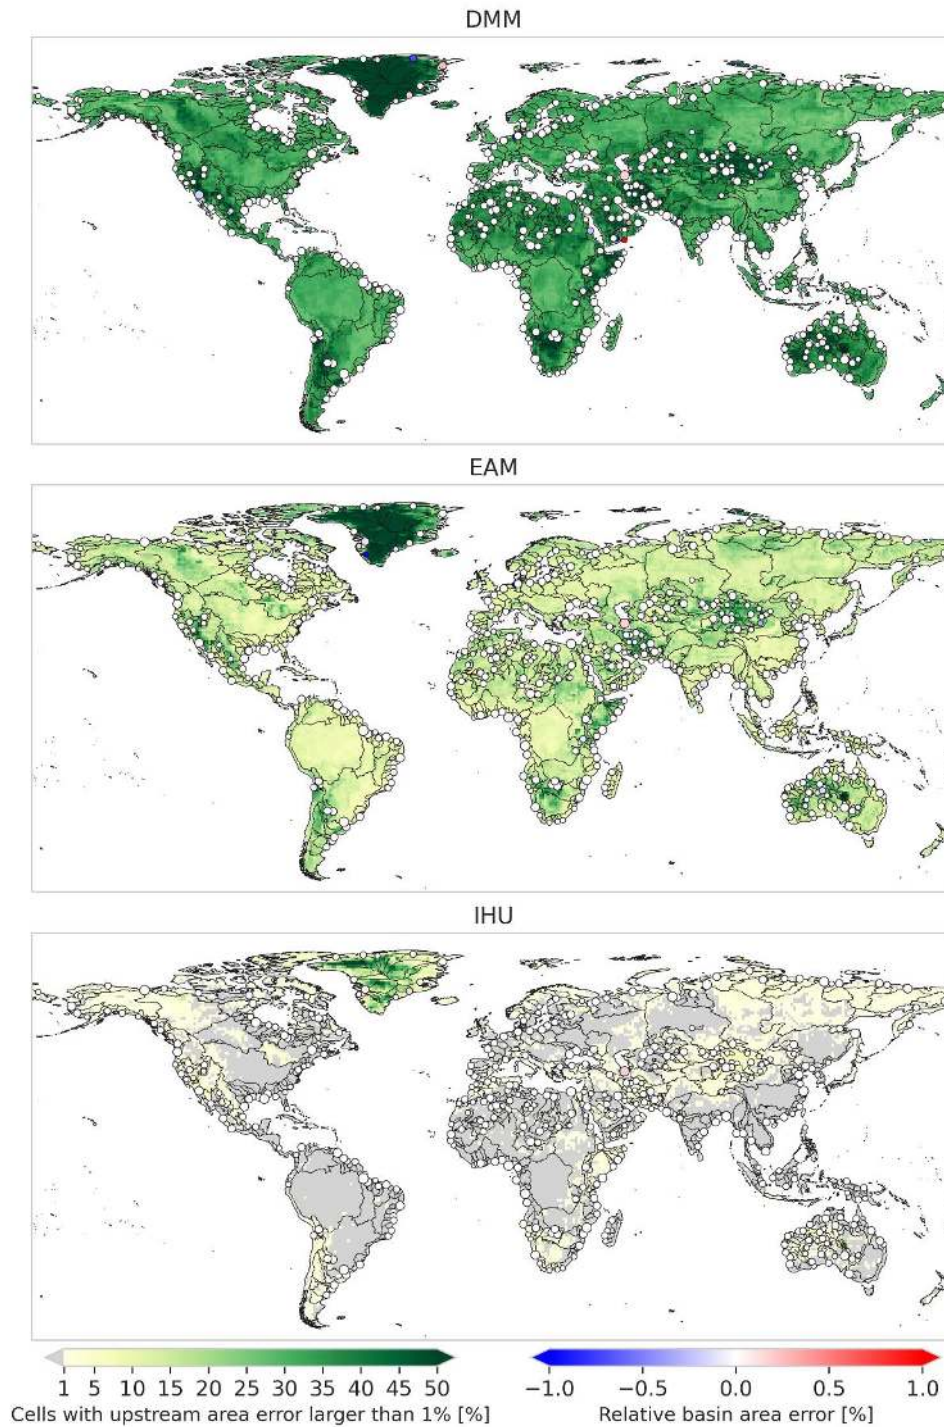 DMM
EAM
IHU
1 5 10 15 20 25 30 35 40 45 50
Cells with upstream area error larger than 1% [%]
−1.0 −0.5 0.0 0.5 1.0
Relative basin area error [%]